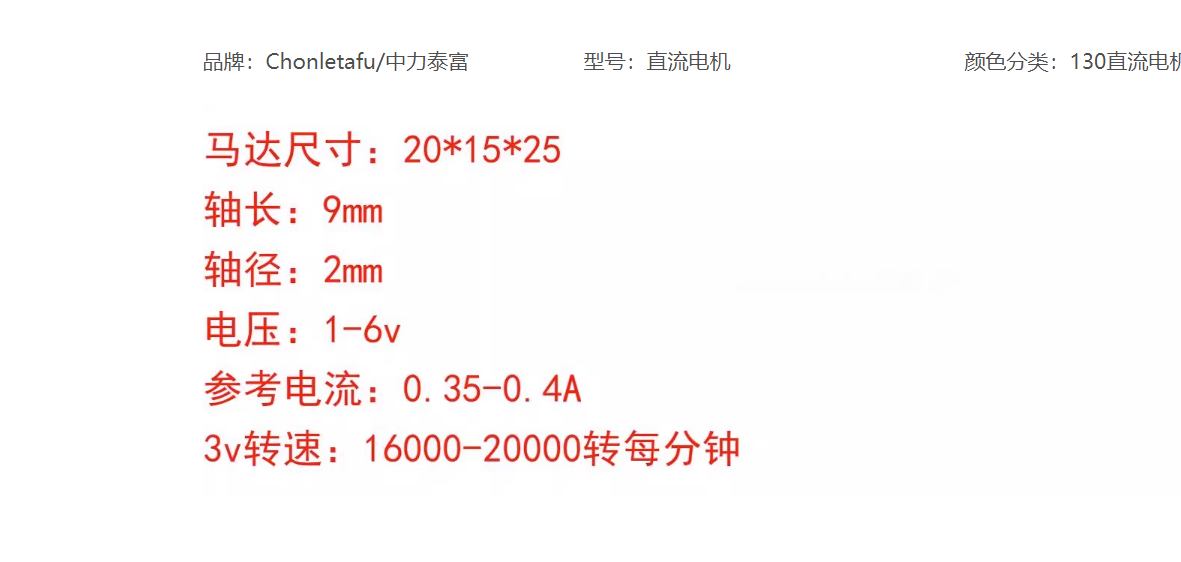 品牌：Chonletafu/中力泰富 型号：直流电机 颜色分类：130直流电机
马达尺寸：20*15*25
轴长：9mm
轴径：2mm
电压：1-6v
参考电流：0.35-0.4A
3v转速：16000-20000转每分钟